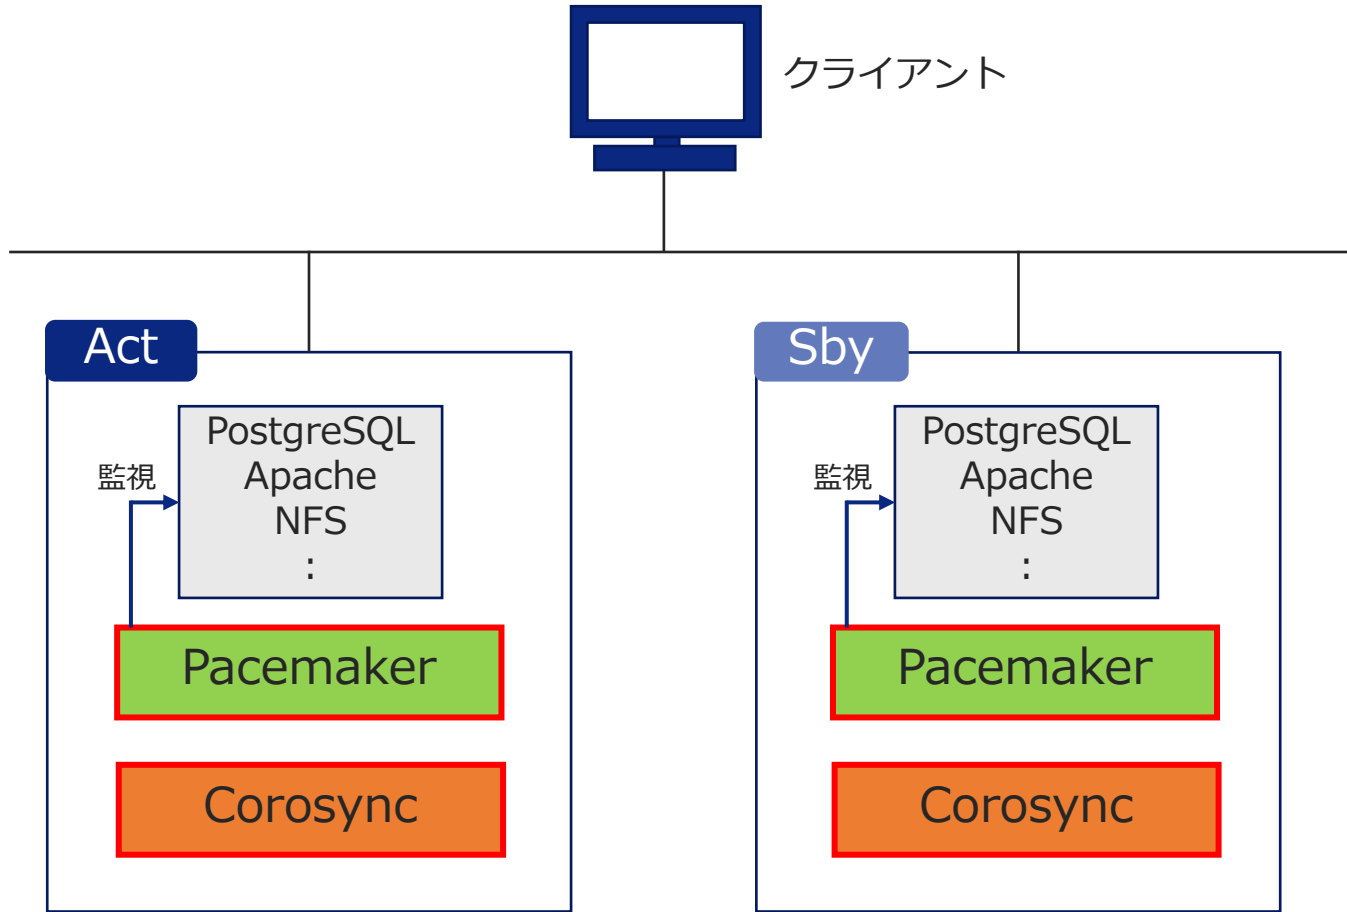 クライアント
Act
PostgreSQL
Apache
NFS
:
監視
Pacemaker
Corosync
Sby
PostgreSQL
Apache
NFS
:
監視
Pacemaker
Corosync